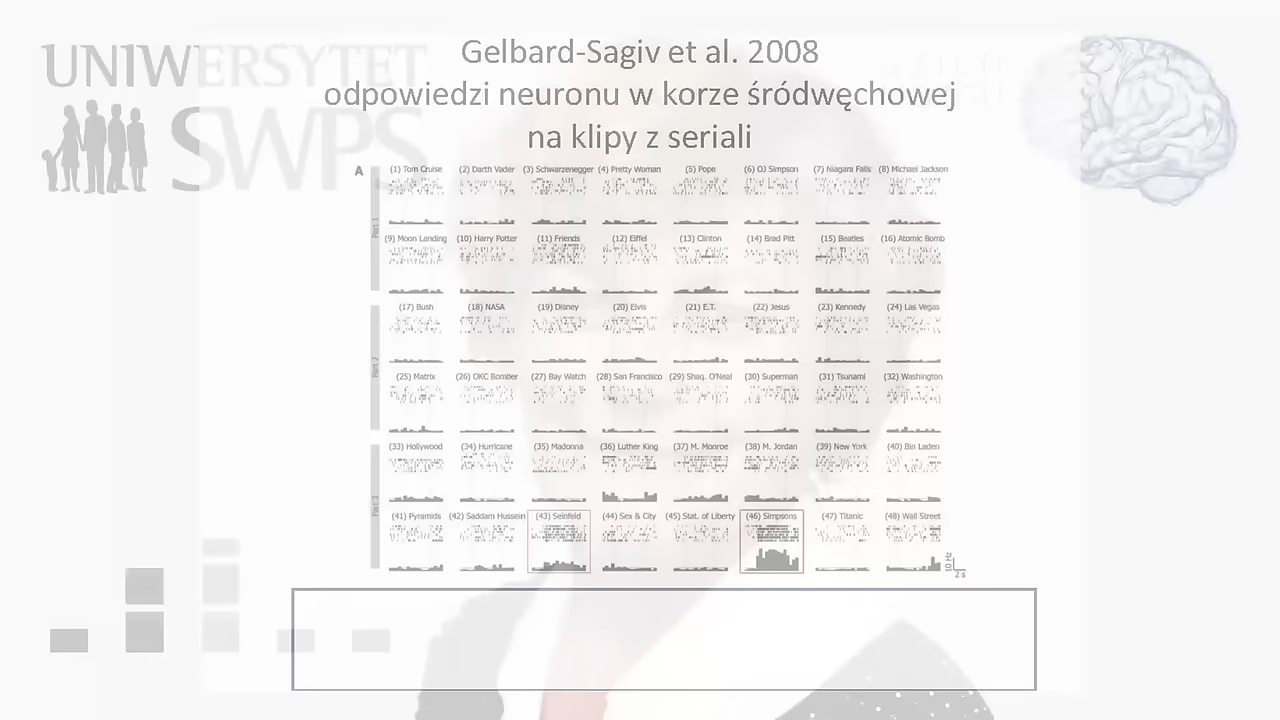 UNIWERSYTET
SWPS
Gelbard-Sagiv et al. 2008
odpowiedzi neuronu w korze śródwęchowej
na klipy z seriali
A
Part 1
(1) Tom Cruise (2) Darth Vader (3) Schwarzenegger (4) Pretty Woman (5) Pope (6) OJ Simpson (7) Niagara Falls (8) Michael Jackson
(9) Moon Landing (10) Harry Potter (11) Friends (12) Eiffel (13) Clinton (14) Brad Pitt (15) Beatles (16) Atomic Bomb
Part 2
(17) Bush (18) NASA (19) Disney (20) Elvis (21) E.T. (22) Jesus (23) Kennedy (24) Las Vegas
(25) Matrix (26) OKC Bomber (27) Bay Watch (28) San Francisco (29) Shaq. O'Neal (30) Superman (31) Tsunami (32) Washington
Part 3
(33) Hollywood (34) Hurricane (35) Madonna (36) Luther King (37) M. Monroe (38) M. Jordan (39) New York (40) Bin Laden
(41) Pyramids (42) Saddam Hussein (43) Seinfeld (44) Sex & City (45) Stat. of Liberty (46) Simpsons (47) Titanic (48) Wall Street
10 Hz
2 s